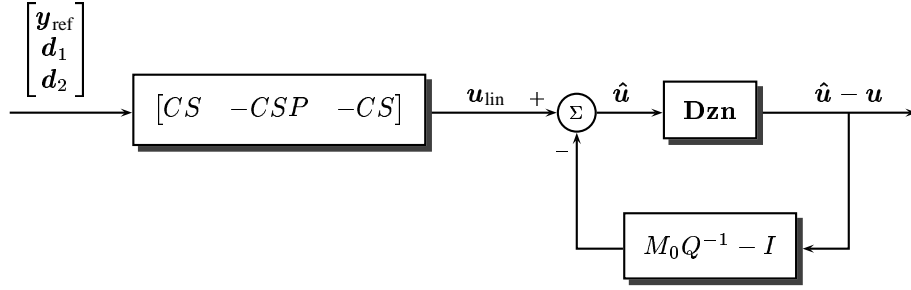 y_ref
d_1
d_2
[CS −CSP −CS]
u_lin
+
Σ
−
û
Dzn
û − u
M_0Q^{-1} − I